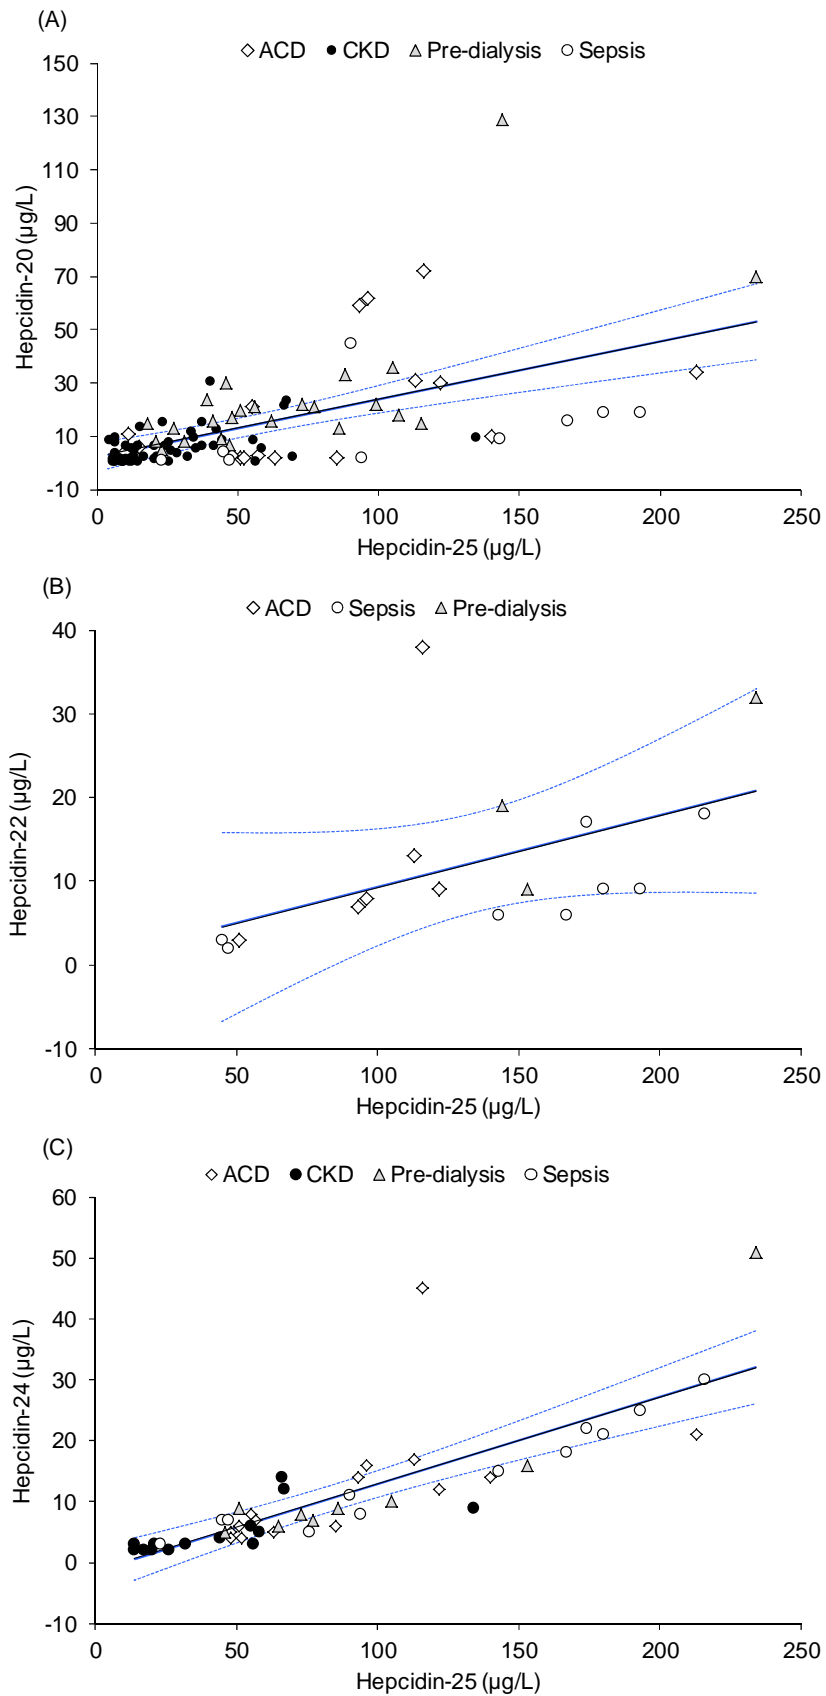 (A)
ACD CKD Pre-dialysis Sepsis
150
130
110
90
70
50
30
10
-10
Hepcidin-20 (µg/L)
0 50 100 150 200 250
Hepcidin-25 (µg/L)
(B)
ACD Sepsis Pre-dialysis
40
30
20
10
0
-10
Hepcidin-22 (µg/L)
0 50 100 150 200 250
Hepcidin-25 (µg/L)
(C)
ACD CKD Pre-dialysis Sepsis
60
50
40
30
20
10
0
-10
Hepcidin-24 (µg/L)
0 50 100 150 200 250
Hepcidin-25 (µg/L)